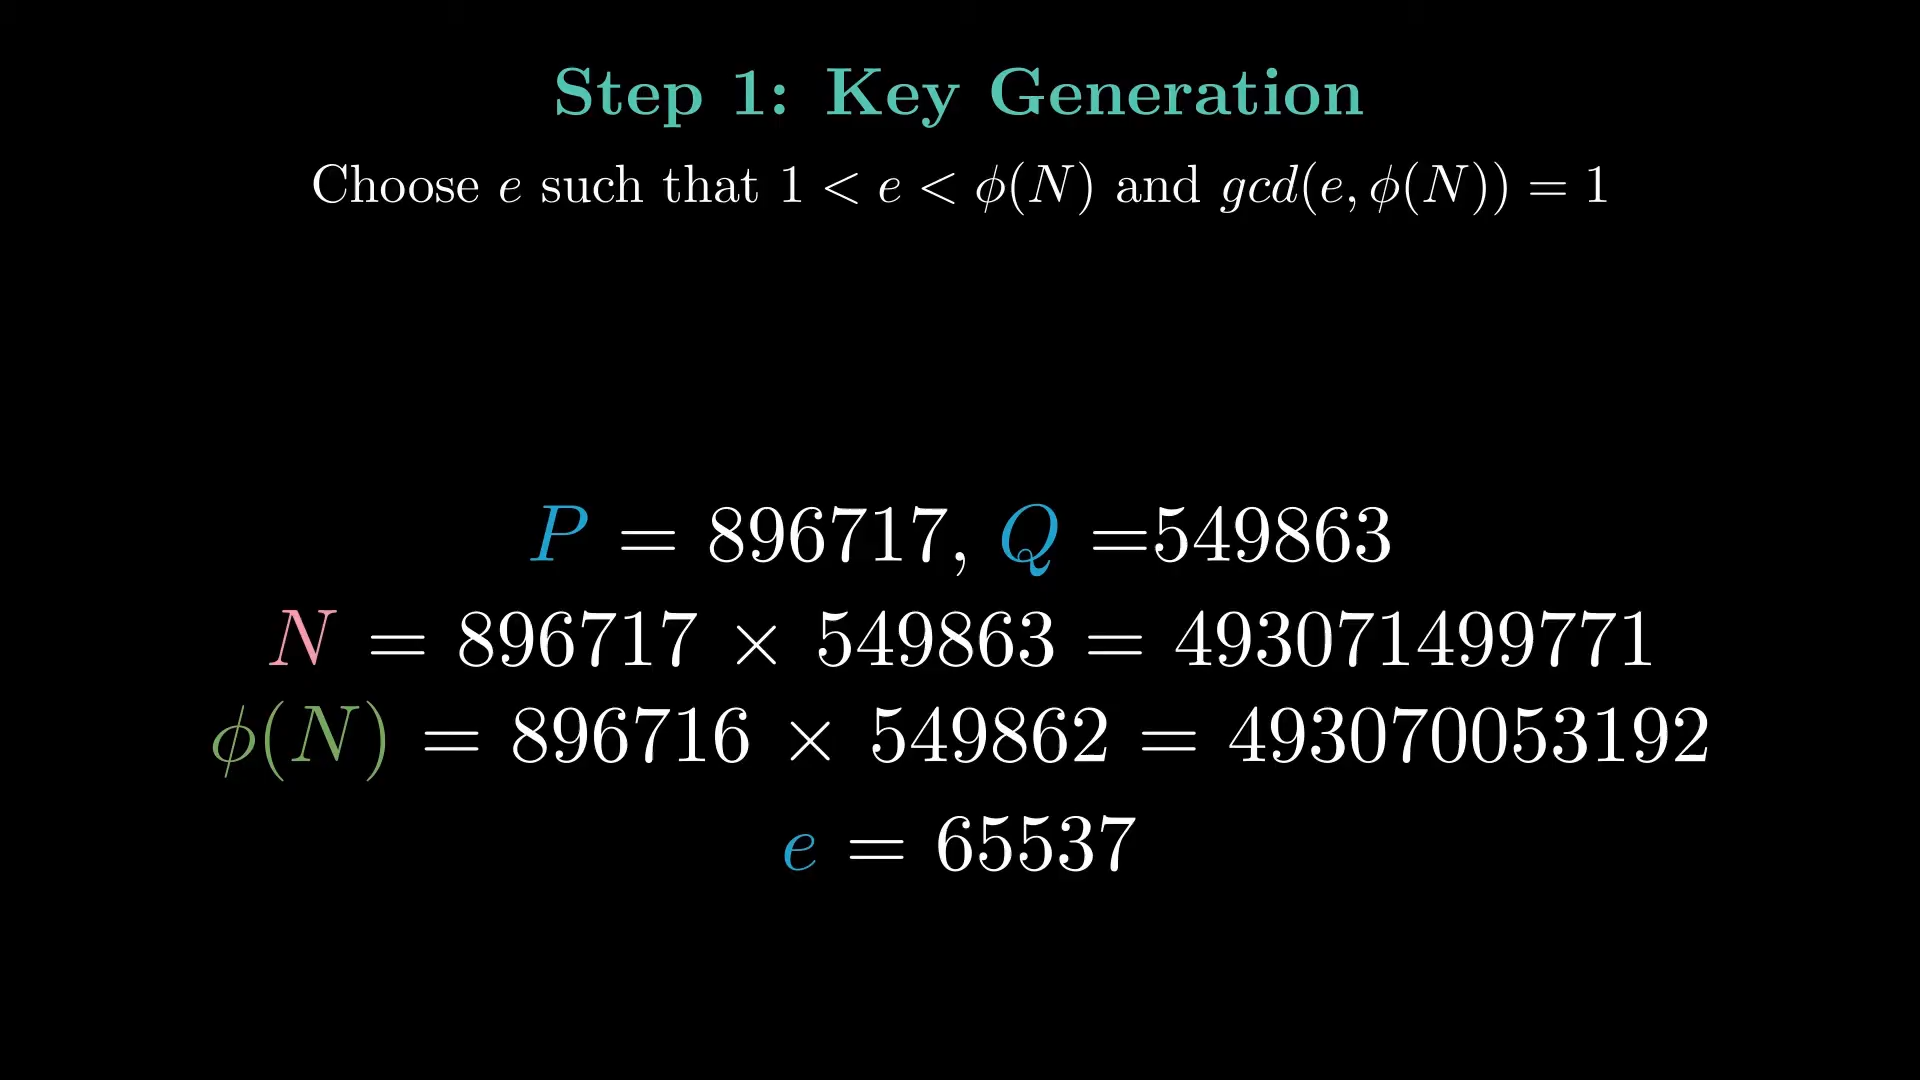 Step 1: Key Generation
Choose e such that 1 < e < ϕ(N) and gcd(e, ϕ(N)) = 1
P = 896717, Q =549863
N = 896717 × 549863 = 493071499771
ϕ(N) = 896716 × 549862 = 493070053192
e = 65537